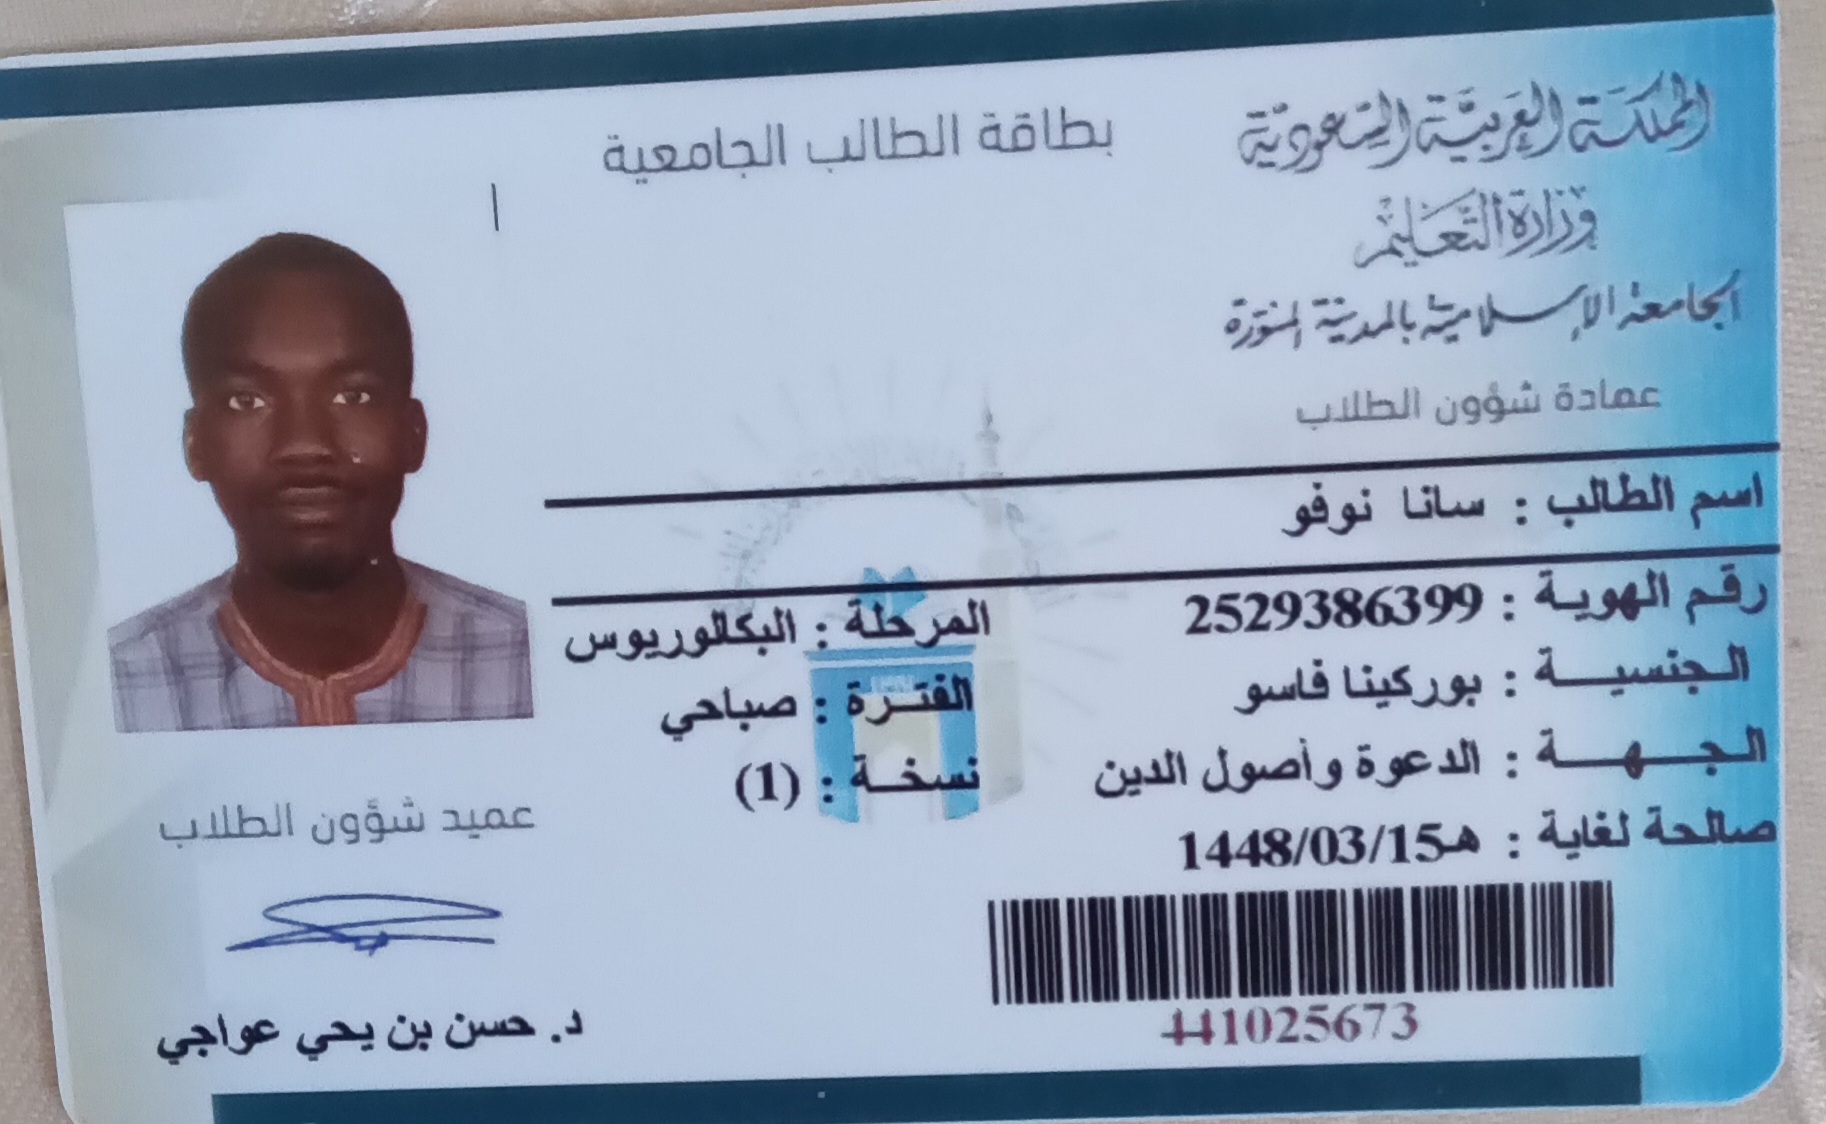 المملكة العربية السعودية
وزارة التعليم
الجامعة الإسلامية بالمدينة المنورة
عمادة شؤون الطلاب
بطاقة الطالب الجامعية
اسم الطالب : سانا نوفو
رقم الهوية : 2529386399
الجنسية : بوركينا فاسو
الجهة : الدعوة وأصول الدين
صالحة لغاية : 1448/03/15هـ
المرحلة : البكالوريوس
الفترة : صباحي
نسخة : (1)
441025673
عميد شؤون الطلاب
د. حسن بن يحي عواجي